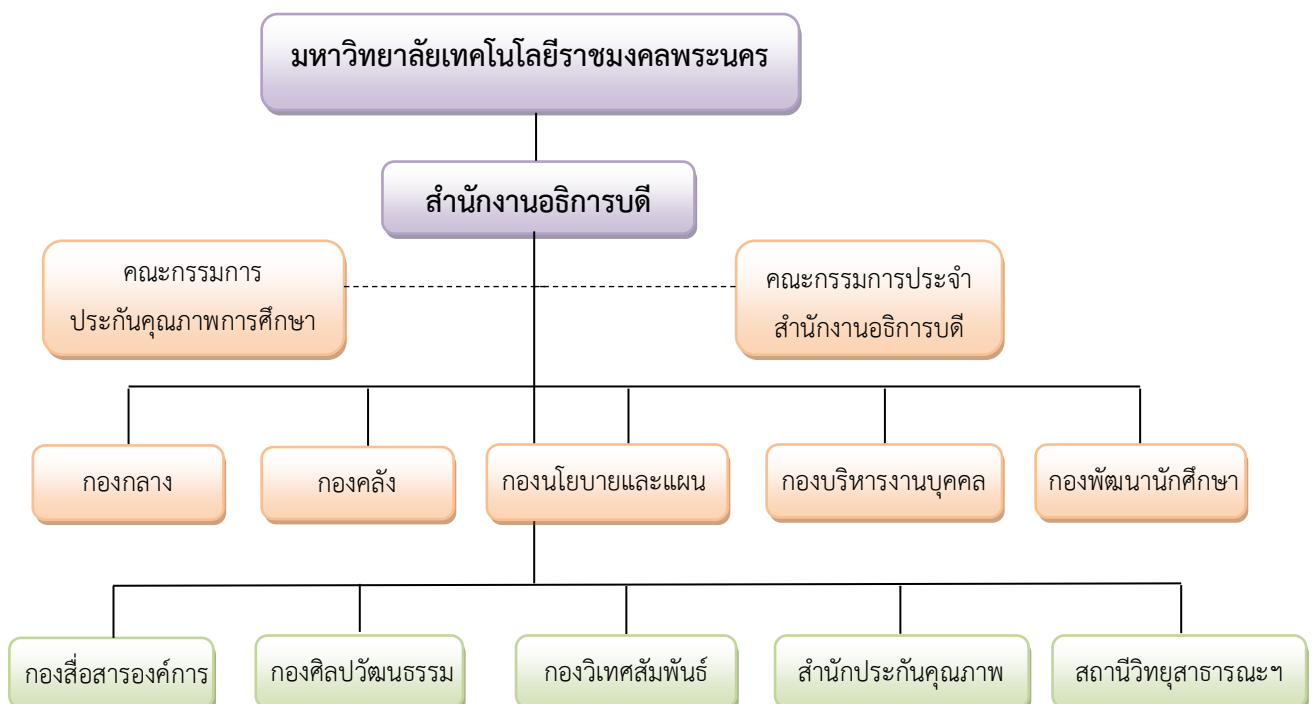 มหาวิทยาลัยเทคโนโลยีราชมงคลพระนคร
สำนักงานอธิการบดี
คณะกรรมการ
ประกันคุณภาพการศึกษา
คณะกรรมการประจำ
สำนักงานอธิการบดี
กองกลาง
กองคลัง
กองนโยบายและแผน
กองบริหารงานบุคคล
กองพัฒนานักศึกษา
กองสื่อสารองค์การ
กองศิลปวัฒนธรรม
กองวิเทศสัมพันธ์
สำนักประกันคุณภาพ
สถานีวิทยุสาธารณะฯ